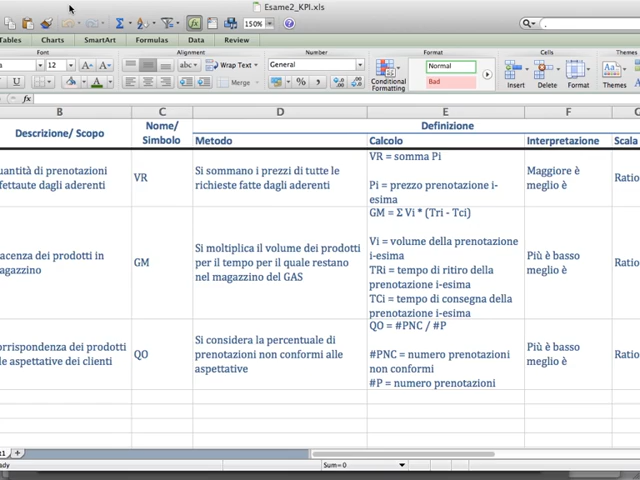 Esame2_KPI.xls
150%
Tables Charts SmartArt Formulas Data Review
Font Alignment Number Format Cells Themes
12 A A abc Wrap Text General Normal
U Merge % Conditional Formatting Bad Insert Delete Format Themes Aa
fx
B C D E F G
Descrizione/ Scopo
Nome/
Simbolo
Definizione
Metodo Calcolo Interpretazione Scala
uantità di prenotazioni
ffettaute dagli aderenti
VR
Si sommano i prezzi di tutte le
richieste fatte dagli aderenti
VR = somma Pi
Pi = prezzo prenotazione i-
esima
Maggiore è
meglio è
Ratio
acenza dei prodotti in
agazzino
GM
Si moltiplica il volume dei prodotti
per il tempo per il quale restano
nel magazzino del GAS
GM = Σ Vi * (Tri - Tci)
Vi = volume della prenotazione
i-esima
TRi = tempo di ritiro della
prenotazione i-esima
TCi = tempo di consegna della
prenotazione i-esima
Più è basso
meglio è
Ratio
orrispondenza dei prodotti
le aspettative dei clienti
QO
Si considera la percentuale di
prenotazioni non conformi alle
aspettative
QO = #PNC / #P
#PNC = numero prenotazioni
non conformi
#P = numero prenotazioni
Più è basso
meglio è
Ratio
Sum=0